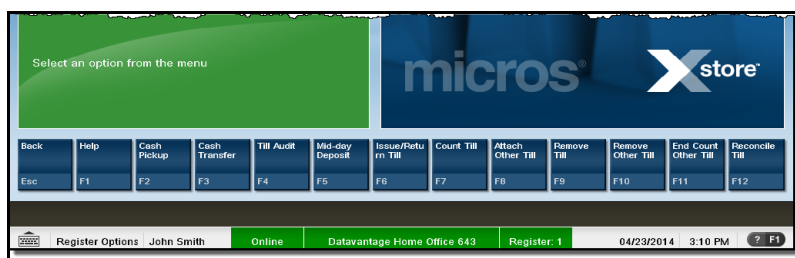 Select an option from the menu
micros® Xstore™
Back Help Cash Pickup Cash Transfer Till Audit Mid-day Deposit Issue/Retu rn Till Count Till Attach Other Till Remove Till Remove Other Till End Count Other Till Reconcile Till
Esc F1 F2 F3 F4 F5 F6 F7 F8 F9 F10 F11 F12
Register Options John Smith Online Datavantage Home Office 643 Register: 1 04/23/2014 3:10 PM ? F1